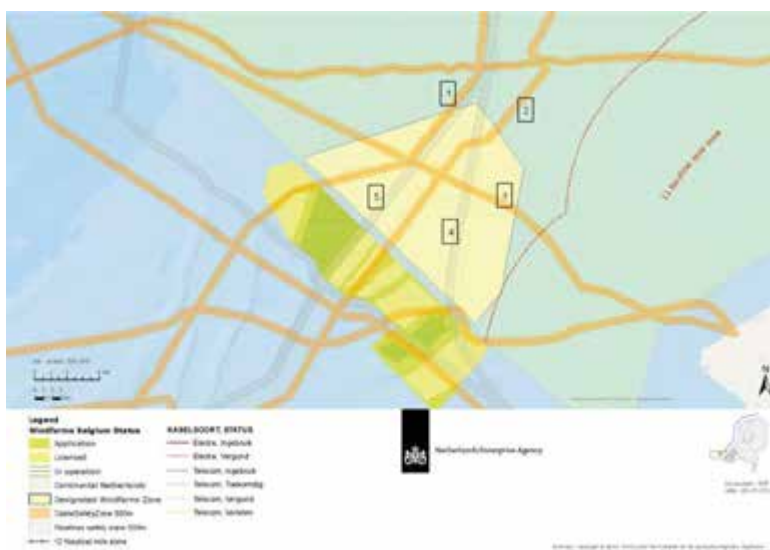 1
2
3
5
4
12 Nautical mile zone
N
Legend
Windfarms Belgium Status
Application
Licensed
In operation
Continental Netherlands
Designated Windfarms Zone
CableSafetyZone 500m
Pipelines safety zone 500m
12 Nautical mile zone
KABELSOORT, STATUS
Electra, Ingebruik
Electra, Vergund
Telecom, Ingebruik
Telecom, Toekomstig
Telecom, Vergund
Telecom, Verlaten
Netherlands Enterprise Agency